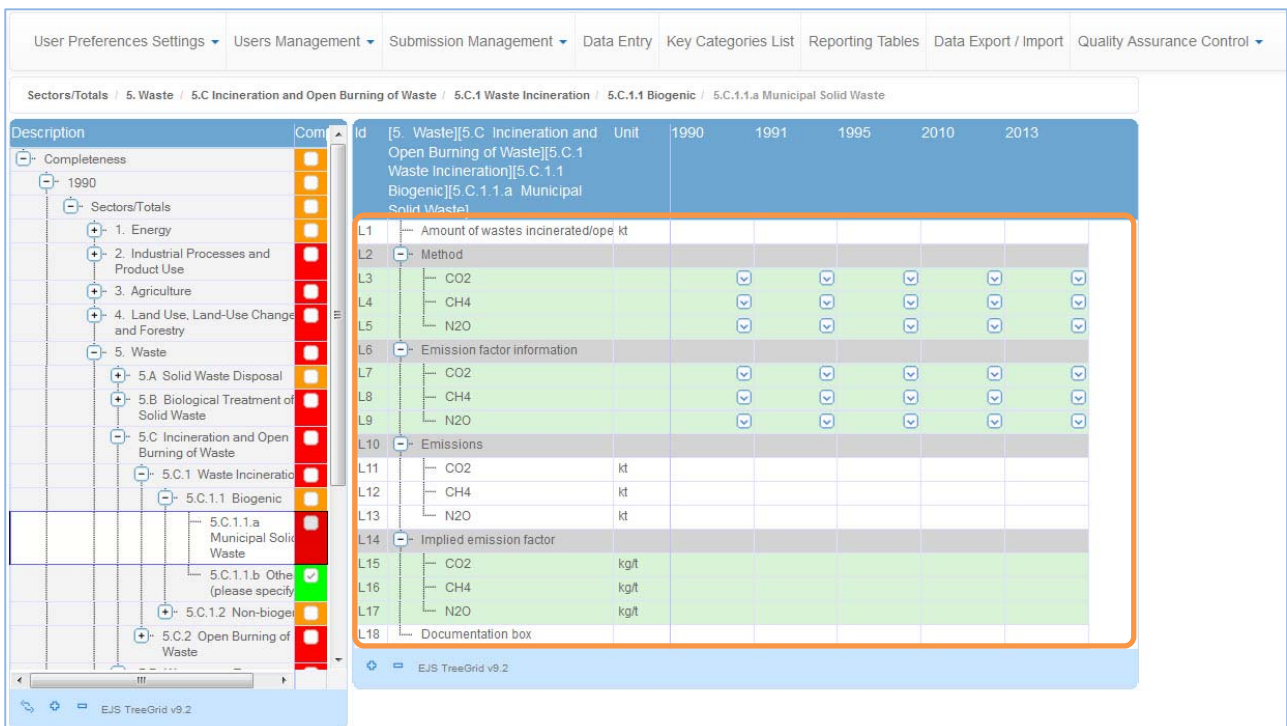 User Preferences Settings Users Management Submission Management Data Entry Key Categories List Reporting Tables Data Export / Import Quality Assurance Control
Sectors/Totals / 5. Waste / 5.C Incineration and Open Burning of Waste / 5.C.1 Waste Incineration / 5.C.1.1 Biogenic / 5.C.1.1.a Municipal Solid Waste
Description Com
Completeness
1990
Sectors/Totals
1. Energy
2. Industrial Processes and
Product Use
3. Agriculture
4. Land Use, Land-Use Change
and Forestry
5. Waste
5.A Solid Waste Disposal
5.B Biological Treatment of
Solid Waste
5.C Incineration and Open
Burning of Waste
5.C.1 Waste Incineratio
5.C.1.1 Biogenic
5.C.1.1.a
Municipal Solid
Waste
5.C.1.1.b Othe
(please specify
5.C.1.2 Non-bioge
5.C.2 Open Burning of
Waste
EJS TreeGrid v9.2
Id [5. Waste][5.C Incineration and Unit 1990 1991 1995 2010 2013
Open Burning of Waste][5.C.1
Waste Incineration][5.C.1.1
Biogenic][5.C.1.1.a Municipal
Solid Waste]
L1 Amount of wastes incinerated/ope kt
L2 Method
L3 CO2
L4 CH4
L5 N2O
L6 Emission factor information
L7 CO2
L8 CH4
L9 N2O
L10 Emissions
L11 CO2 kt
L12 CH4 kt
L13 N2O kt
L14 Implied emission factor
L15 CO2 kg/t
L16 CH4 kg/t
L17 N2O kg/t
L18 Documentation box
EJS TreeGrid v9.2